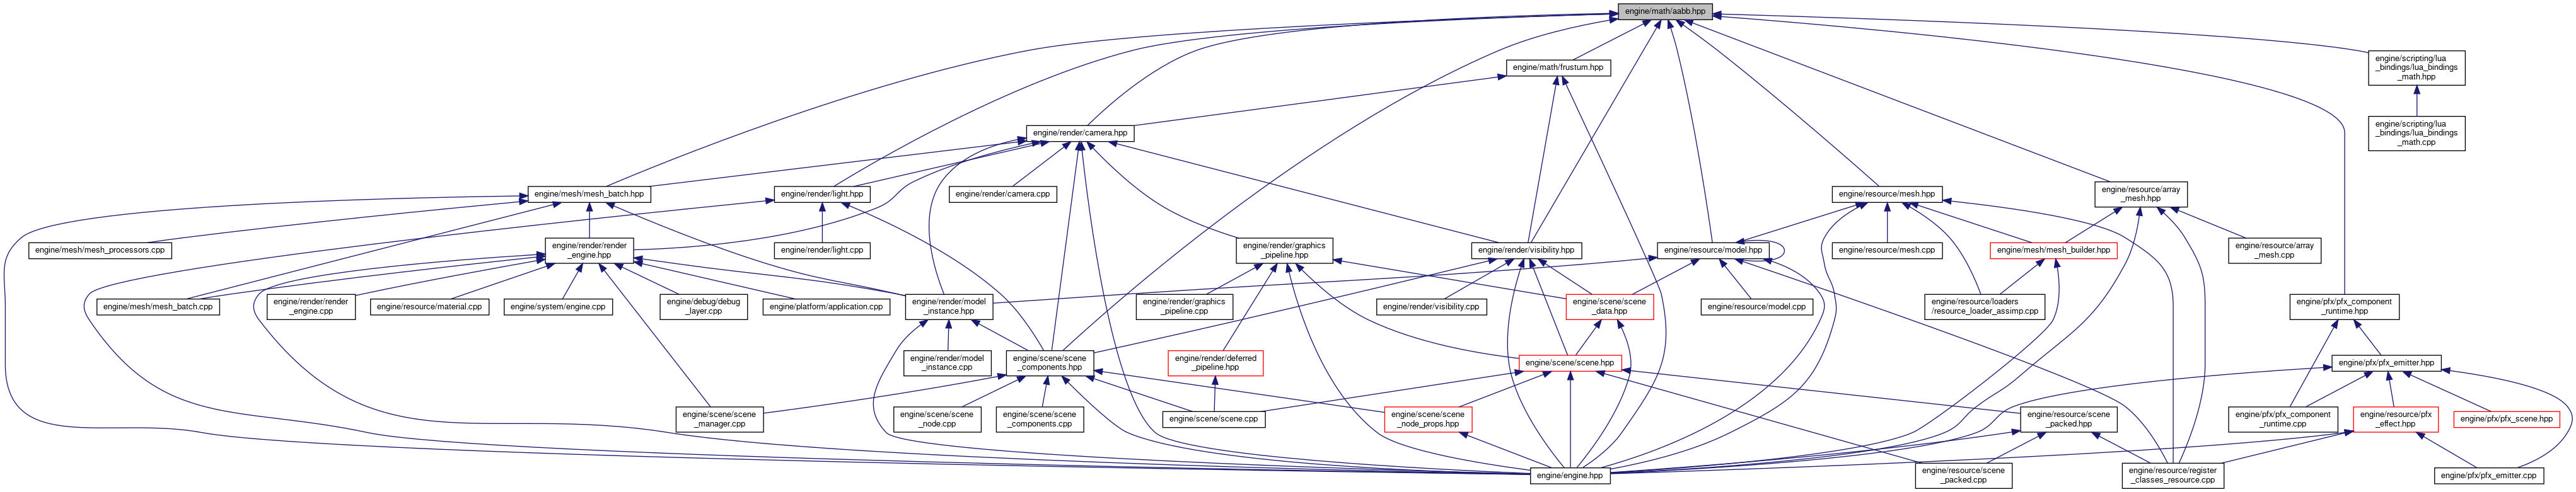 engine/math/aabb.hpp
engine/math/frustum.hpp
engine/scripting/lua
_bindings/lua_bindings
_math.hpp
engine/render/camera.hpp
engine/scripting/lua
_bindings/lua_bindings
_math.cpp
engine/mesh/mesh_batch.hpp
engine/render/light.hpp
engine/render/camera.cpp
engine/resource/mesh.hpp
engine/resource/array
_mesh.hpp
engine/mesh/mesh_processors.cpp
engine/render/render
_engine.hpp
engine/render/light.cpp
engine/render/graphics
_pipeline.hpp
engine/render/visibility.hpp
engine/resource/model.hpp
engine/resource/mesh.cpp
engine/mesh/mesh_builder.hpp
engine/resource/array
_mesh.cpp
engine/mesh/mesh_batch.cpp
engine/render/render
_engine.cpp
engine/resource/material.cpp
engine/system/engine.cpp
engine/debug/debug
_layer.cpp
engine/platform/application.cpp
engine/render/model
_instance.hpp
engine/render/graphics
_pipeline.cpp
engine/render/visibility.cpp
engine/scene/scene
_data.hpp
engine/resource/model.cpp
engine/resource/loaders
/resource_loader_assimp.cpp
engine/pfx/pfx_component
_runtime.hpp
engine/render/model
_instance.cpp
engine/scene/scene
_components.hpp
engine/render/deferred
_pipeline.hpp
engine/scene/scene.hpp
engine/pfx/pfx_emitter.hpp
engine/scene/scene
_manager.cpp
engine/scene/scene
_node.cpp
engine/scene/scene
_components.cpp
engine/scene/scene.cpp
engine/scene/scene
_node_props.hpp
engine/resource/scene
_packed.hpp
engine/pfx/pfx_component
_runtime.cpp
engine/resource/pfx
_effect.hpp
engine/pfx/pfx_scene.hpp
engine/engine.hpp
engine/resource/scene
_packed.cpp
engine/resource/register
_classes_resource.cpp
engine/pfx/pfx_emitter.cpp